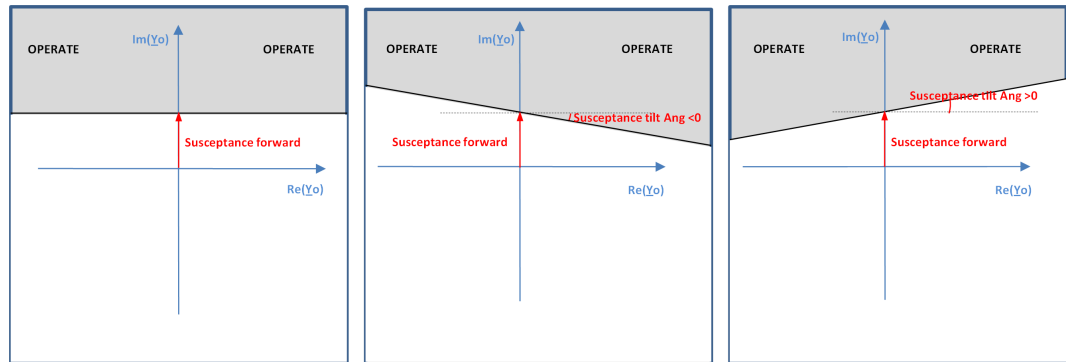 Im(Yo)
OPERATE OPERATE
Susceptance forward
Re(Yo)
Im(Yo)
OPERATE OPERATE
Susceptance tilt Ang <0
Susceptance forward
Re(Yo)
Im(Yo)
OPERATE OPERATE
Susceptance tilt Ang >0
Susceptance forward
Re(Yo)